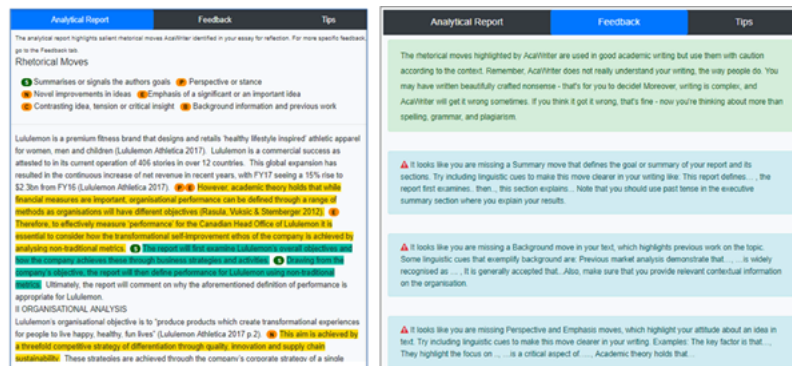 Analytical Report Feedback Tips
The analytical report highlights salient rhetorical moves AcaWriter identified in your essay for reflection. For more specific feedback,
go to the Feedback tab.
Rhetorical Moves
S Summarises or signals the authors goals P Perspective or stance
N Novel improvements in ideas E Emphasis of a significant or an important idea
C Contrasting idea, tension or critical insight B Background information and previous work
Lululemon is a premium fitness brand that designs and retails 'healthy lifestyle inspired' athletic apparel
for women, men and children (Lululemon Athletica 2017). Lululemon is a commercial success as
attested to in its current operation of 406 stories in over 12 countries. This global expansion has
resulted in the continuous increase of net revenue in recent years, with FY17 seeing a 15% rise to
$2.3bn from FY16 (Lululemon Athletica 2017). P E However, academic theory holds that while
financial measures are important, organisational performance can be defined through a range of
methods as organisations will have different objectives (Rasula, Vuksic & Stemberger 2012). E
Therefore, to effectively measure 'performance' for the Canadian Head Office of Lululemon it is
essential to consider how the transformational self-improvement ethos of the company is achieved by
analysing non-traditional metrics. S The report will first examine Lululemon's overall objectives and
how the company achieves these through business strategies and activities. S Drawing from the
company's objective, the report will then define performance for Lululemon using non-traditional
metrics. Ultimately, the report will comment on why the aforementioned definition of performance is
appropriate for Lululemon.
II ORGANISATIONAL ANALYSIS
Lululemon's organisational objective is to "produce products which create transformational experiences
for people to live happy, healthy, fun lives" (Lululemon Athletica 2017 p.2). N This aim is achieved by
a threefold competitive strategy of differentiation through quality, innovation and supply chain
sustainability. These strategies are achieved through the company's corporate strategy of a single
Analytical Report Feedback Tips
The rhetorical moves highlighted by AcaWriter are used in good academic writing but use them with caution
according to the context. Remember, AcaWriter does not really understand your writing, the way people do. You
may have written beautifully crafted nonsense - that's for you to decide! Moreover, writing is complex, and
AcaWriter will get it wrong sometimes. If you think it got it wrong, that's fine - now you're thinking about more than
spelling, grammar, and plagiarism.
It looks like you are missing a Summary move that defines the goal or summary of your report and its
sections. Try including linguistic cues to make this move clearer in your writing like: This report defines... , the
report first examines.. then.., this section explains... Note that you should use past tense in the executive
summary section where you explain your results.
It looks like you are missing a Background move in your text, which highlights previous work on the topic.
Some linguistic cues that exemplify background are: Previous market analysis demonstrate that... , ...is widely
recognised as ... , It is generally accepted that...Also, make sure that you provide relevant contextual information
on the organisation.
It looks like you are missing Perspective and Emphasis moves, which highlight your attitude about an idea in
text. Try including linguistic cues to make this move clearer in your writing. Examples: The key factor is that....
They highlight the focus on .., ...is a critical aspect of....., Academic theory holds that...